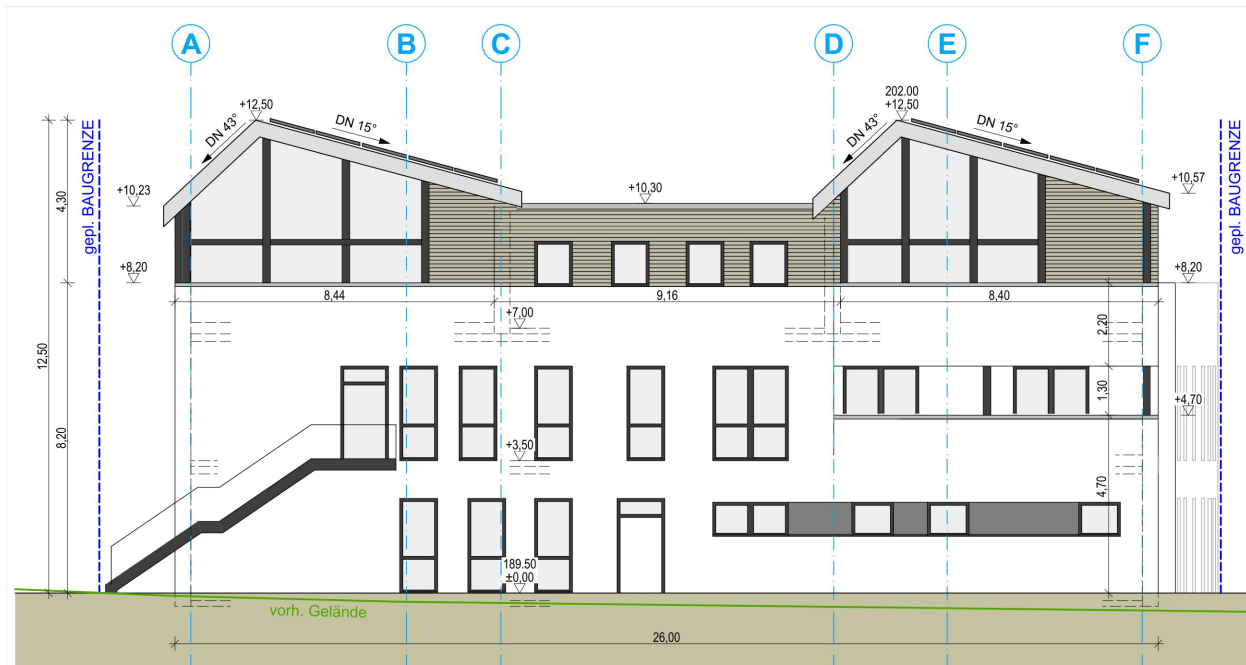 A
B
C
D
E
F
202.00
+12,50
+12,50
DN 43°
DN 15°
DN 43°
DN 15°
gepl. BAUGRENZE
gepl. BAUGRENZE
4,30
+10,23
+10,30
+10,57
+8,20
+8,20
8,44
9,16
8,40
+7,00
2,20
12,50
1,30
+4,70
8,20
+3,50
4,70
189.50
±0,00
vorh. Gelände
26,00